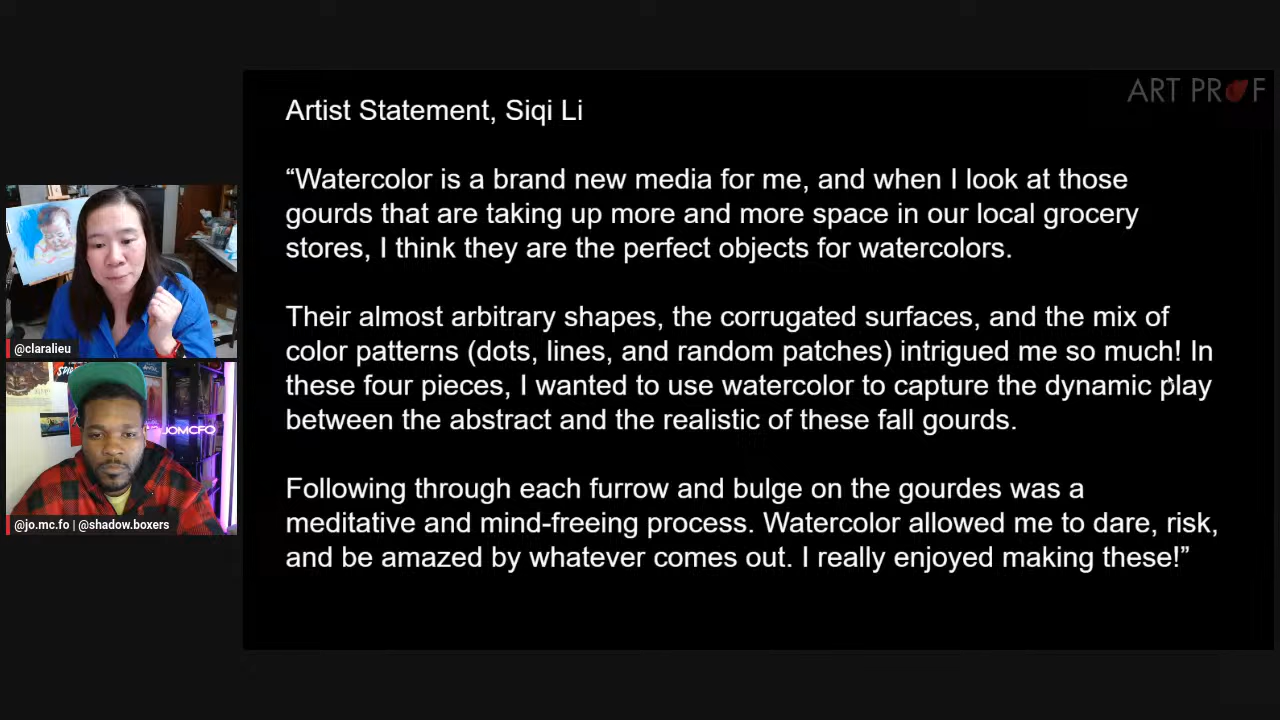 ART PROF
Artist Statement, Siqi Li
“Watercolor is a brand new media for me, and when I look at those
gourds that are taking up more and more space in our local grocery
stores, I think they are the perfect objects for watercolors.
Their almost arbitrary shapes, the corrugated surfaces, and the mix of
color patterns (dots, lines, and random patches) intrigued me so much! In
these four pieces, I wanted to use watercolor to capture the dynamic play
between the abstract and the realistic of these fall gourds.
Following through each furrow and bulge on the gourdes was a
meditative and mind-freeing process. Watercolor allowed me to dare, risk,
and be amazed by whatever comes out. I really enjoyed making these!”
@claralieu
JOMCFO
@jo.mc.fo | @shadow.boxers